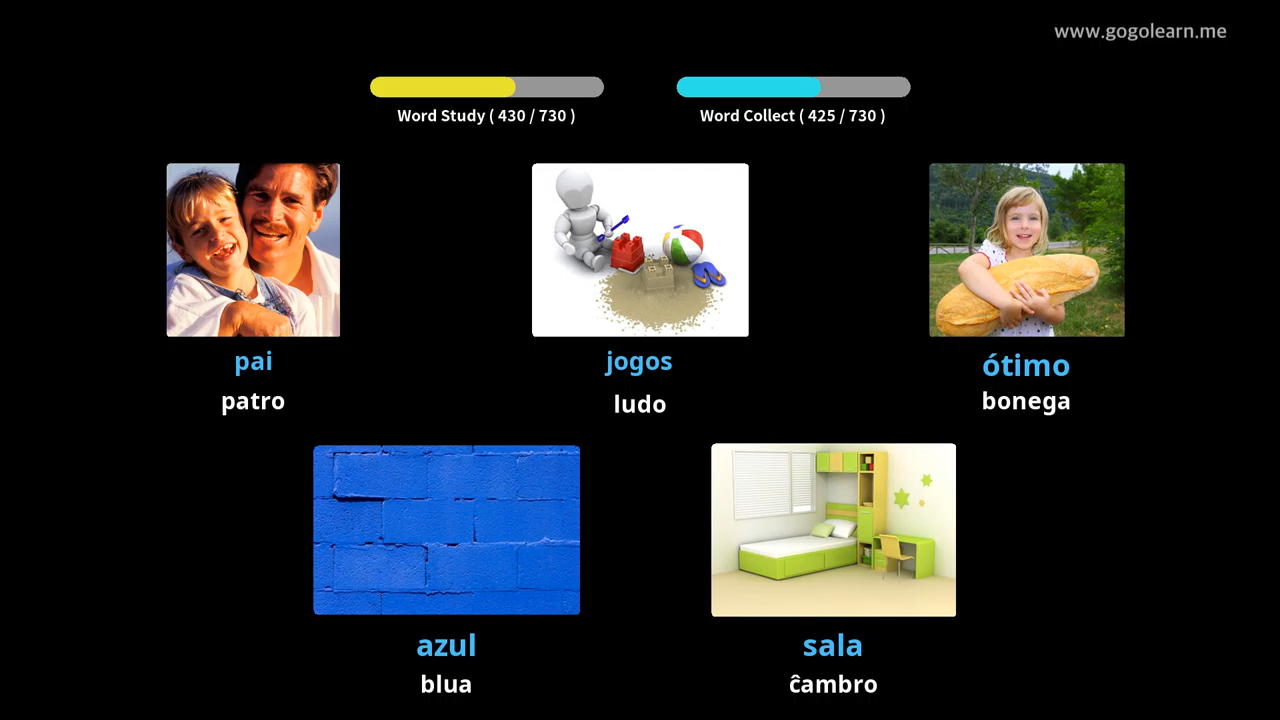 www.gogolearn.me
Word Study ( 430 / 730 )
Word Collect ( 425 / 730 )
pai
patro
jogos
ludo
ótimo
bonega
azul
blua
sala
ĉambro